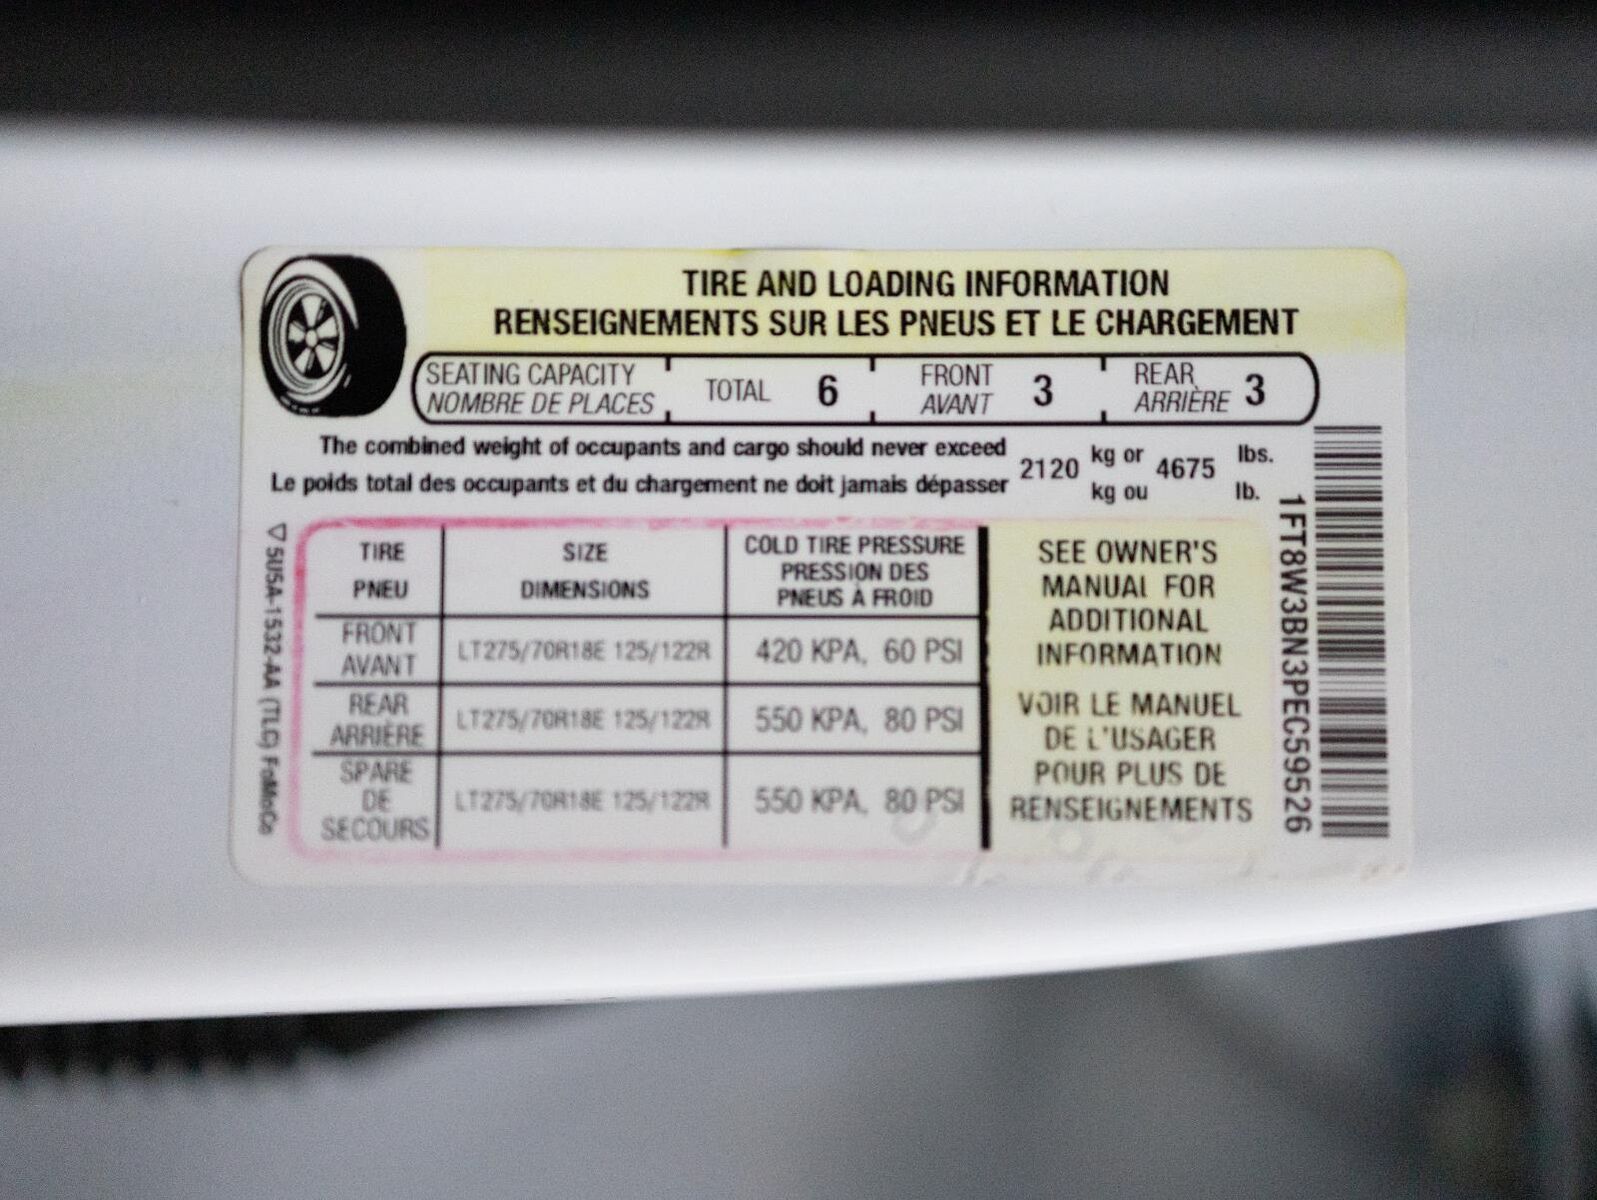 TIRE AND LOADING INFORMATION
RENSEIGNEMENTS SUR LES PNEUS ET LE CHARGEMENT
SEATING CAPACITY
NOMBRE DE PLACES
TOTAL 6
FRONT
AVANT
3
REAR
ARRIÈRE
3
The combined weight of occupants and cargo should never exceed
Le poids total des occupants et du chargement ne doit jamais dépasser
2120
kg or
kg ou
4675
lbs.
lb.
TIRE
PNEU
SIZE
DIMENSIONS
COLD TIRE PRESSURE
PRESSION DES
PNEUS À FROID
FRONT
AVANT
LT275/70R18E 125/122R
420 KPA, 60 PSI
REAR
ARRIÈRE
LT275/70R18E 125/122R
550 KPA, 80 PSI
SPARE
DE
SECOURS
LT275/70R18E 125/122R
550 KPA, 80 PSI
SEE OWNER'S
MANUAL FOR
ADDITIONAL
INFORMATION
VOIR LE MANUEL
DE L'USAGER
POUR PLUS DE
RENSEIGNEMENTS
5U5A-1532-AA (TLC) FoMoCo
1FT8W3BN3PEC59526